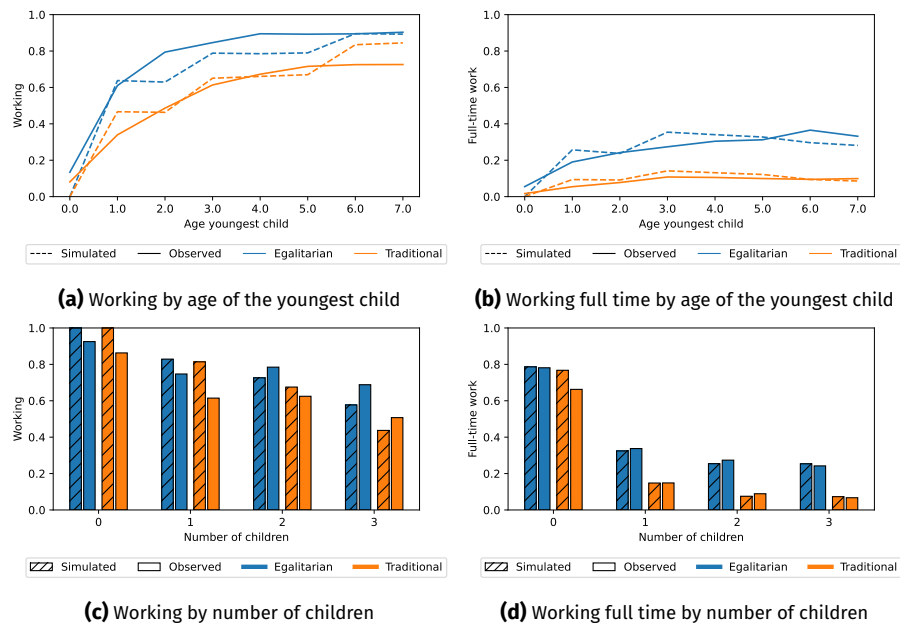 1.0
0.8
0.6
0.4
0.2
0.0
Working
0.0 1.0 2.0 3.0 4.0 5.0 6.0 7.0
Age youngest child
Simulated Observed Egalitarian Traditional
(a) Working by age of the youngest child
1.0
0.8
0.6
0.4
0.2
0.0
Full-time work
0.0 1.0 2.0 3.0 4.0 5.0 6.0 7.0
Age youngest child
Simulated Observed Egalitarian Traditional
(b) Working full time by age of the youngest child
1.0
0.8
0.6
0.4
0.2
0.0
Working
0 1 2 3
Number of children
Simulated Observed Egalitarian Traditional
(c) Working by number of children
1.0
0.8
0.6
0.4
0.2
0.0
Full-time work
0 1 2 3
Number of children
Simulated Observed Egalitarian Traditional
(d) Working full time by number of children